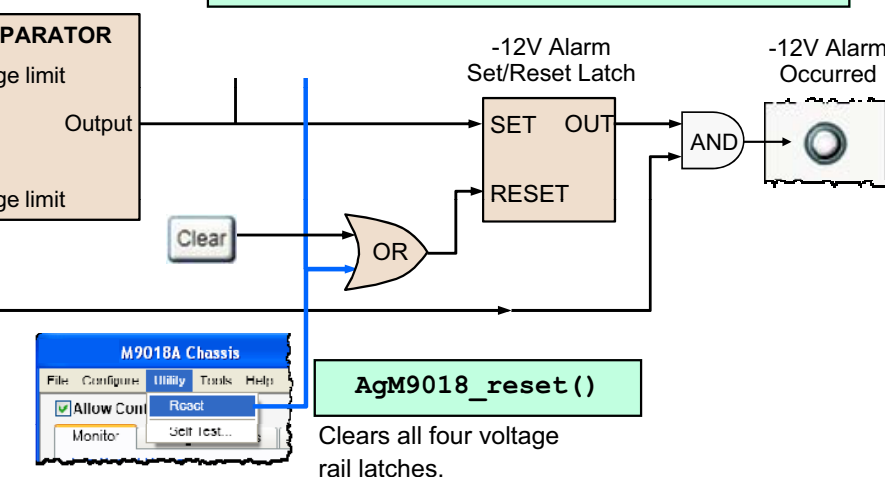 PARATOR
ge limit
Output
ge limit
-12V Alarm
Set/Reset Latch
-12V Alarm
Occurred
SET OUT
RESET
AND
Clear
OR
M9018A Chassis
File Configure Utility Tools Help
Allow Cont
Reset
Monitor
Self Test...
s
AgM9018_reset()
Clears all four voltage
rail latches.